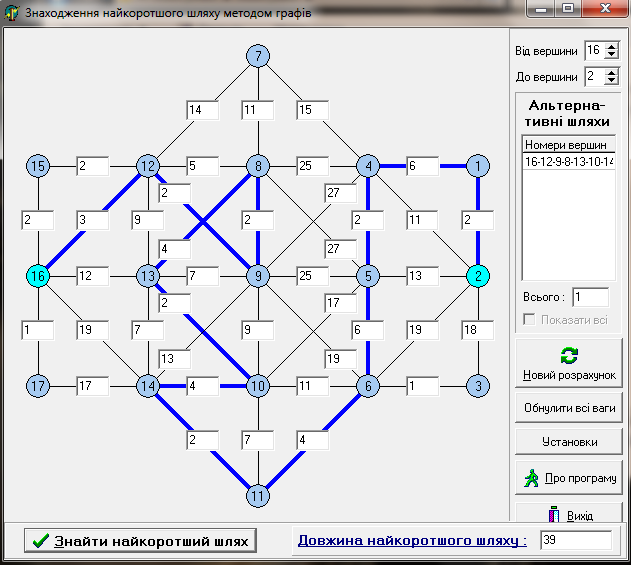 Знаходження найкоротшого шляху методом графів
Від вершини 16
До вершини 2
Альтерна-
тивні шляхи
Номери вершин
16-12-9-8-13-10-14
Всього : 1
Показати всі
Новий розрахунок
Обнулити всі ваги
Установки
Про програму
Вихід
7
14 11 15
15 2 12 5 8 25 4 6 1
2 27
2 3 9 2 2 11 2
4 27
16 12 13 7 9 25 5 13 2
2 17
1 19 7 9 6 19 18
13 19
17 17 14 4 10 11 6 1 3
2 7 4
11
Знайти найкоротший шлях
Довжина найкоротшого шляху : 39